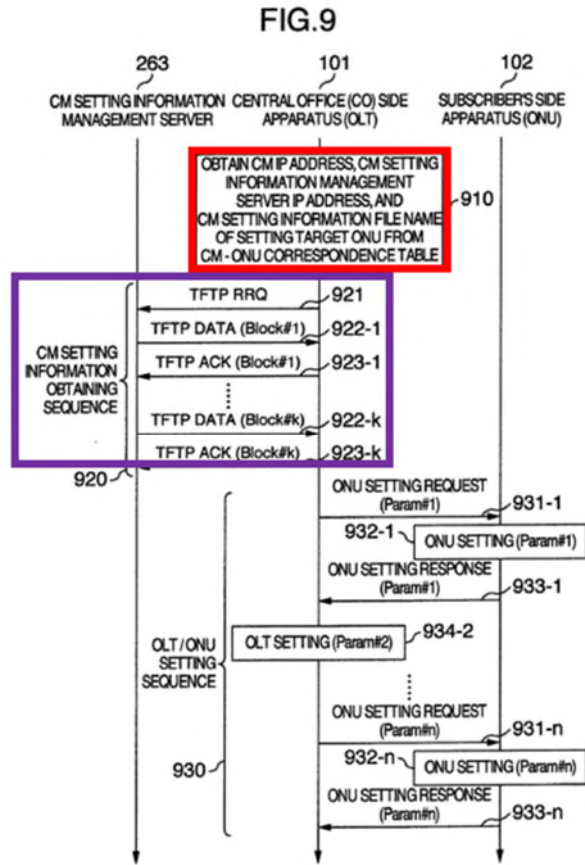 FIG.9
263
101
102
CM SETTING INFORMATION
MANAGEMENT SERVER
CENTRAL OFFICE (CO) SIDE
APPARATUS (OLT)
SUBSCRIBER'S SIDE
APPARATUS (ONU)
OBTAIN CM IP ADDRESS, CM SETTING
INFORMATION MANAGEMENT
SERVER IP ADDRESS, AND
CM SETTING INFORMATION FILE NAME
OF SETTING TARGET ONU FROM
CM - ONU CORRESPONDENCE TABLE
910
CM SETTING
INFORMATION
OBTAINING
SEQUENCE
920
TFTP RRQ
921
TFTP DATA (Block#1)
922-1
TFTP ACK (Block#1)
923-1
TFTP DATA (Block#k)
922-k
TFTP ACK (Block#k)
923-k
OLT / ONU
SETTING
SEQUENCE
930
ONU SETTING REQUEST
(Param#1)
931-1
932-1
ONU SETTING (Param#1)
ONU SETTING RESPONSE
(Param#1)
933-1
OLT SETTING (Param#2)
934-2
ONU SETTING REQUEST
(Param#n)
931-n
932-n
ONU SETTING (Param#n)
ONU SETTING RESPONSE
(Param#n)
933-n